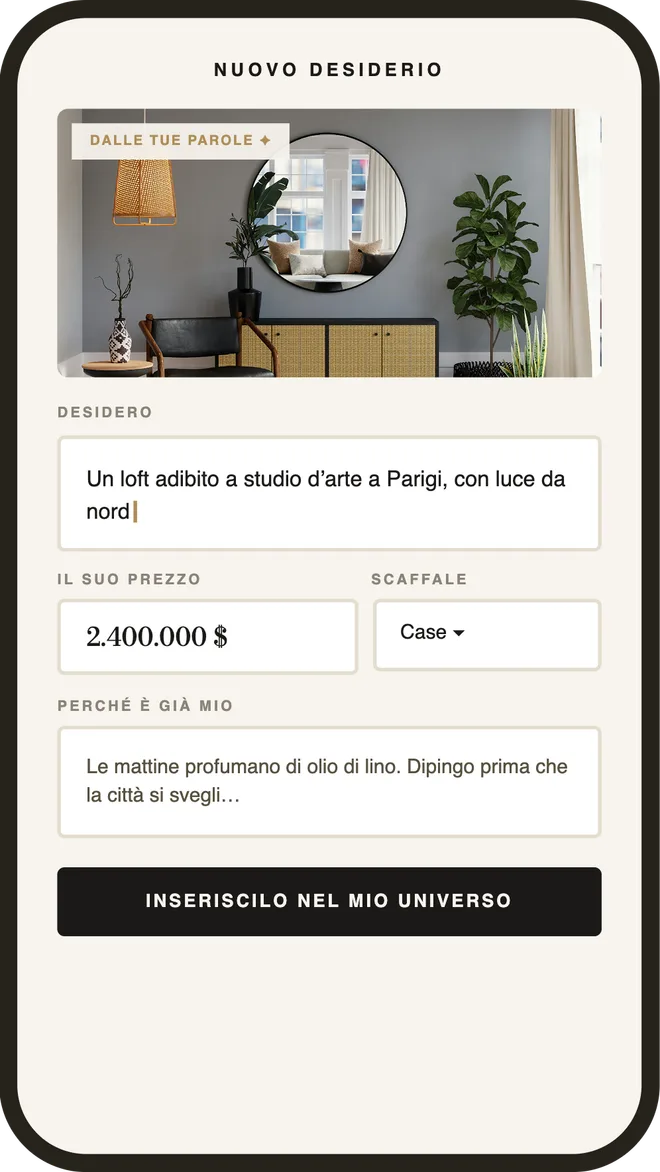 NUOVO DESIDERIO
DALLE TUE PAROLE ✦
DESIDERO
Un loft adibito a studio d’arte a Parigi, con luce da
nord
IL SUO PREZZO
SCAFFALE
2.400.000 $
Case
PERCHÉ È GIÀ MIO
Le mattine profumano di olio di lino. Dipingo prima che
la città si svegli…
INSERISCILO NEL MIO UNIVERSO